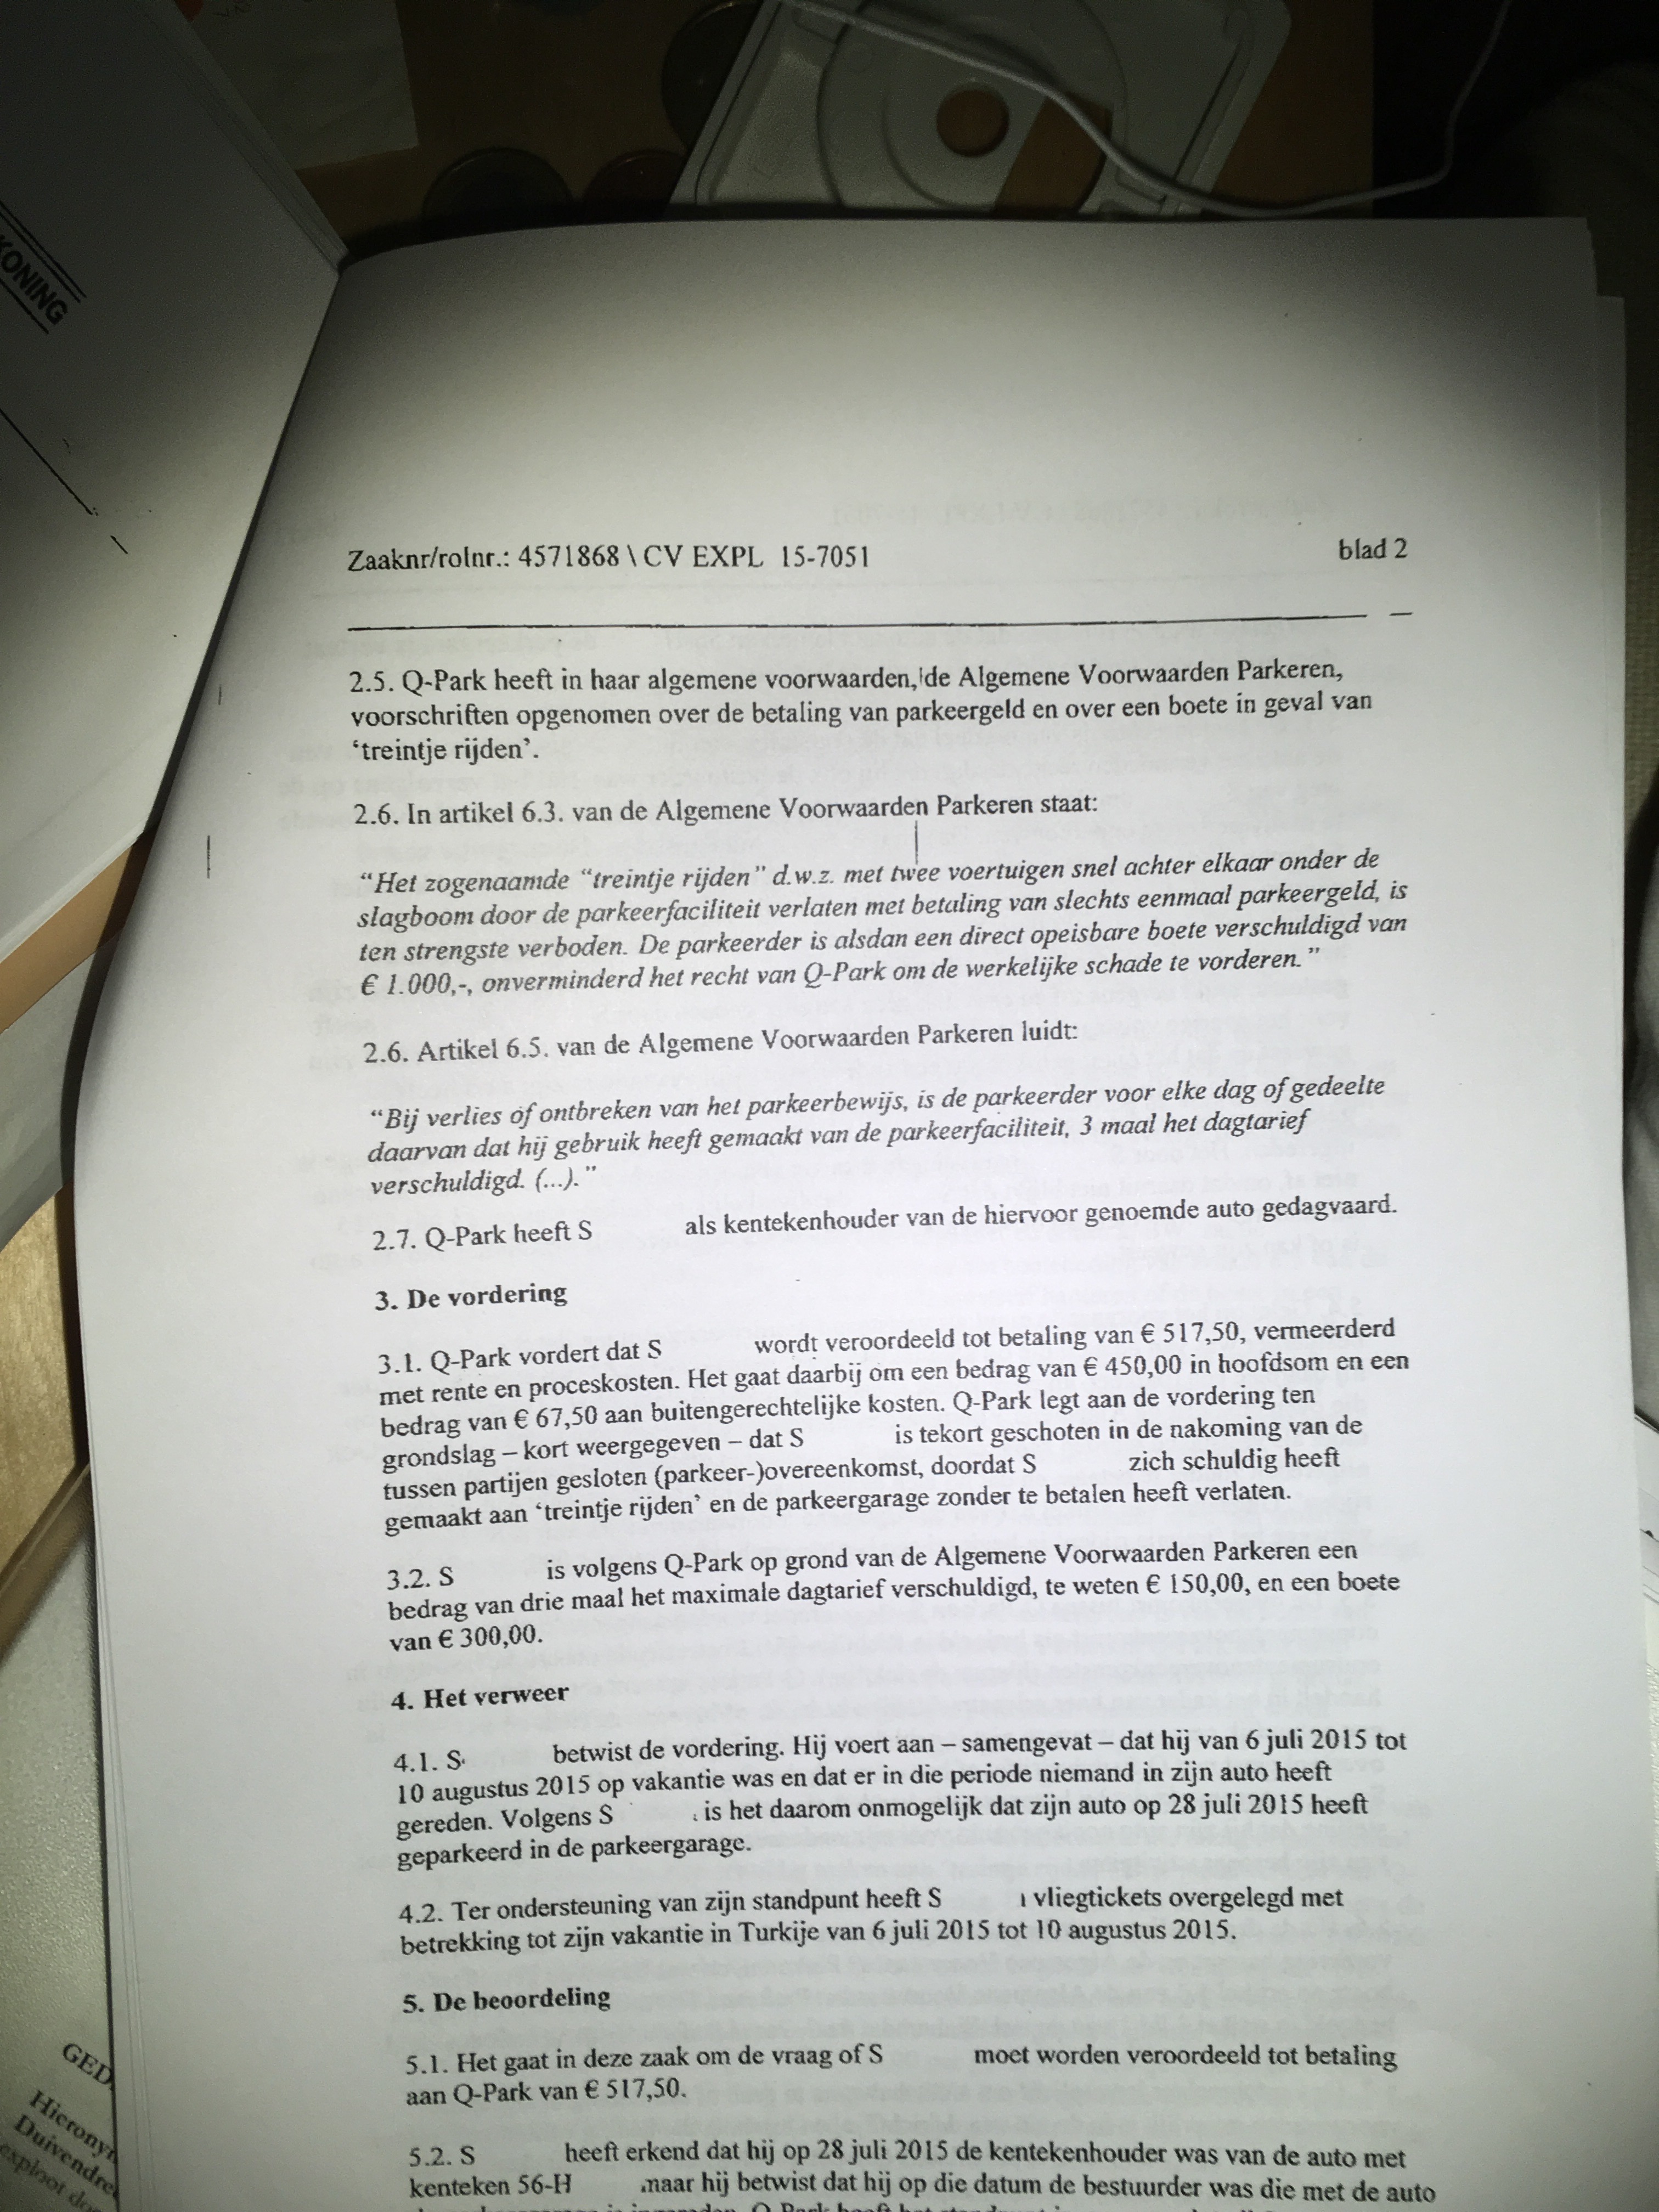 KONING
Zaaknr/rolnr.: 4571868 \ CV EXPL 15-7051 blad 2
2.5. Q-Park heeft in haar algemene voorwaarden, de Algemene Voorwaarden Parkeren,
voorschriften opgenomen over de betaling van parkeergeld en over een boete in geval van
‘treintje rijden’.
2.6. In artikel 6.3. van de Algemene Voorwaarden Parkeren staat:
“Het zogenaamde “treintje rijden” d.w.z. met twee voertuigen snel achter elkaar onder de
slagboom door de parkeerfaciliteit verlaten met betaling van slechts eenmaal parkeergeld, is
ten strengste verboden. De parkeerder is alsdan een direct opeisbare boete verschuldigd van
€ 1.000,-, onverminderd het recht van Q-Park om de werkelijke schade te vorderen.”
2.6. Artikel 6.5. van de Algemene Voorwaarden Parkeren luidt:
“Bij verlies of ontbreken van het parkeerbewijs, is de parkeerder voor elke dag of gedeelte
daarvan dat hij gebruik heeft gemaakt van de parkeerfaciliteit, 3 maal het dagtarief
verschuldigd. (...).”
2.7. Q-Park heeft S als kentekenhouder van de hiervoor genoemde auto gedagvaard.
3. De vordering
3.1. Q-Park vordert dat S wordt veroordeeld tot betaling van € 517,50, vermeerderd
met rente en proceskosten. Het gaat daarbij om een bedrag van € 450,00 in hoofdsom en een
bedrag van € 67,50 aan buitengerechtelijke kosten. Q-Park legt aan de vordering ten
grondslag – kort weergegeven – dat S is tekort geschoten in de nakoming van de
tussen partijen gesloten (parkeer-)overeenkomst, doordat S zich schuldig heeft
gemaakt aan ‘treintje rijden’ en de parkeergarage zonder te betalen heeft verlaten.
3.2. S is volgens Q-Park op grond van de Algemene Voorwaarden Parkeren een
bedrag van drie maal het maximale dagtarief verschuldigd, te weten € 150,00, en een boete
van € 300,00.
4. Het verweer
4.1. S betwist de vordering. Hij voert aan – samengevat – dat hij van 6 juli 2015 tot
10 augustus 2015 op vakantie was en dat er in die periode niemand in zijn auto heeft
gereden. Volgens S is het daarom onmogelijk dat zijn auto op 28 juli 2015 heeft
geparkeerd in de parkeergarage.
4.2. Ter ondersteuning van zijn standpunt heeft S vliegtickets overgelegd met
betrekking tot zijn vakantie in Turkije van 6 juli 2015 tot 10 augustus 2015.
5. De beoordeling
5.1. Het gaat in deze zaak om de vraag of S moet worden veroordeeld tot betaling
aan Q-Park van € 517,50.
5.2. S heeft erkend dat hij op 28 juli 2015 de kentekenhouder was van de auto met
kenteken 56-H maar hij betwist dat hij op die datum de bestuurder was die met de auto
GED
Hierony
Duivendre
exploot do